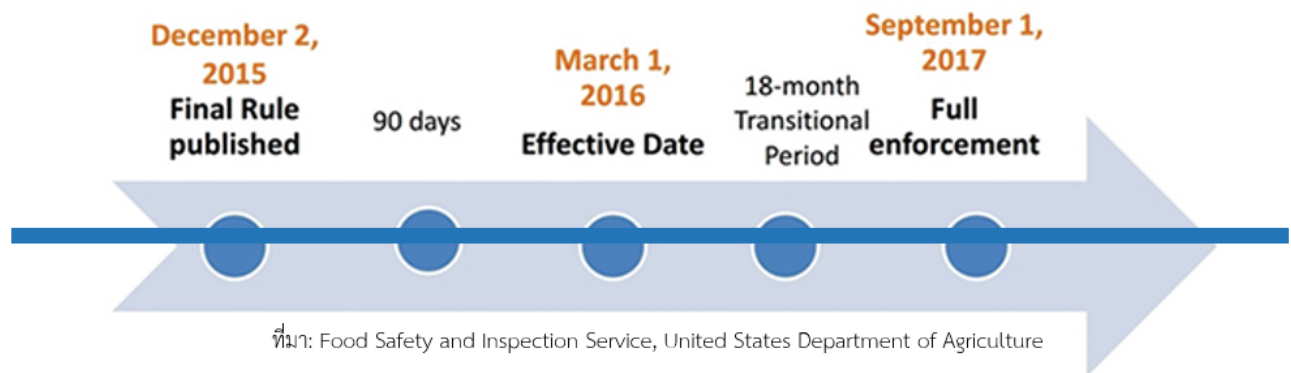 December 2,
2015
Final Rule
published
90 days
March 1,
2016
Effective Date
18-month
Transitional
Period
September 1,
2017
Full
enforcement
ที่มา: Food Safety and Inspection Service, United States Department of Agriculture